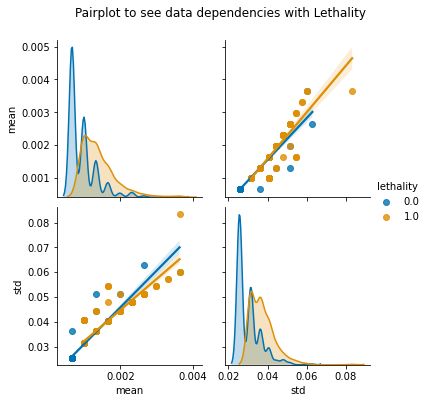 Pairplot to see data dependencies with Lethality
0.005
0.004
0.003
0.002
0.001
mean
lethality
0.0
1.0
0.08
0.07
0.06
0.05
0.04
0.03
std
0.002 0.004
0.02 0.04 0.06 0.08
mean std